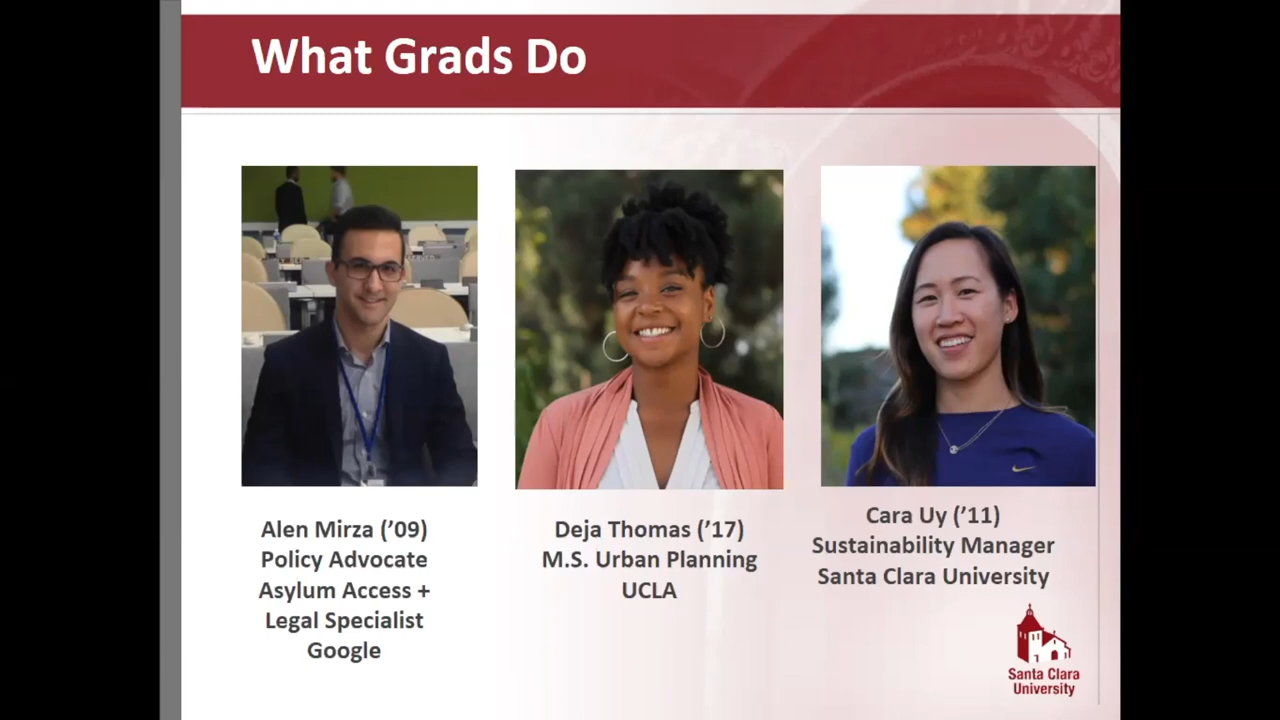 What Grads Do
Alen Mirza (’09)
Policy Advocate
Asylum Access +
Legal Specialist
Google
Deja Thomas (’17)
M.S. Urban Planning
UCLA
Cara Uy (’11)
Sustainability Manager
Santa Clara University
Santa Clara
University